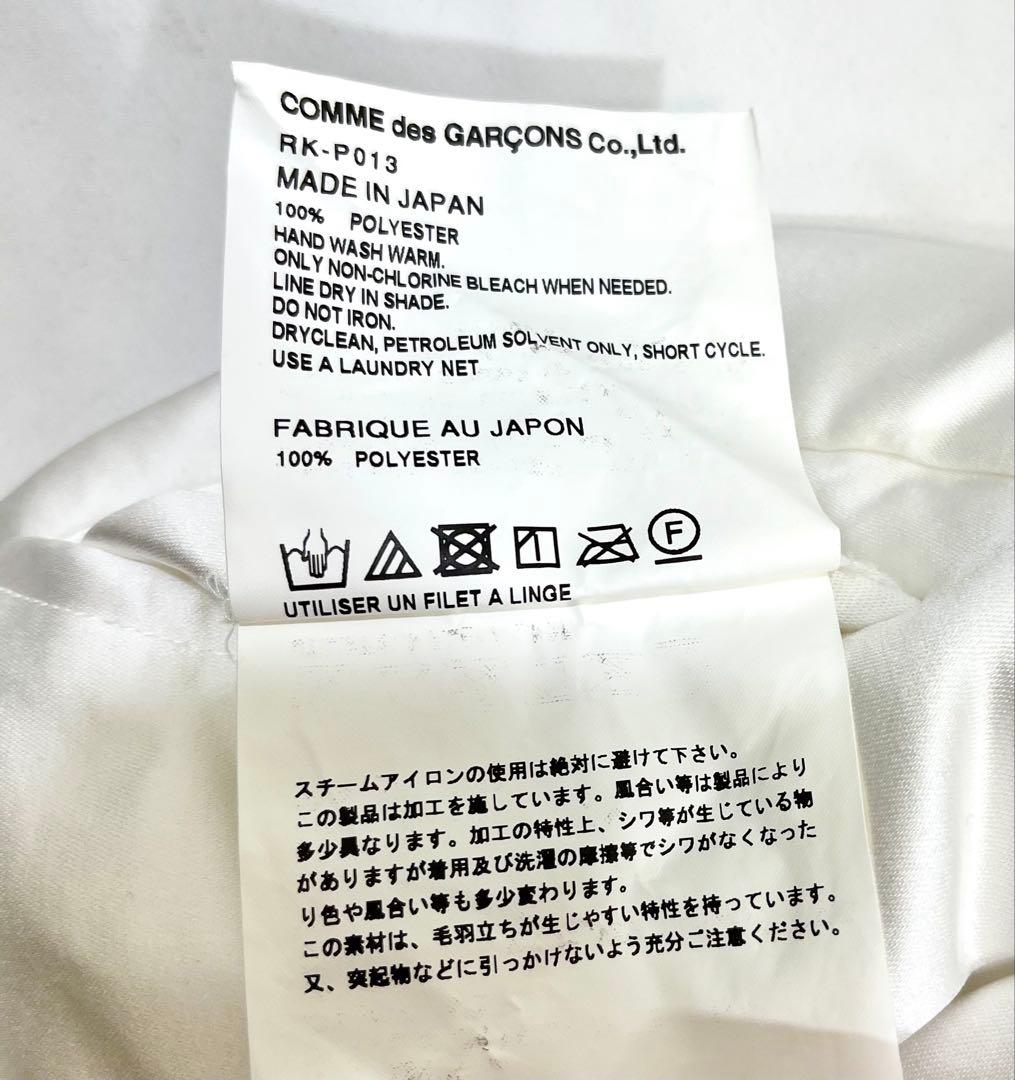 COMME des GARÇONS Co.,Ltd.
RK-P013
MADE IN JAPAN
100% POLYESTER
HAND WASH WARM.
ONLY NON-CHLORINE BLEACH WHEN NEEDED.
LINE DRY IN SHADE.
DO NOT IRON.
DRYCLEAN, PETROLEUM SOLVENT ONLY, SHORT CYCLE.
USE A LAUNDRY NET
FABRIQUE AU JAPON
100% POLYESTER
F
UTILISER UN FILET A LINGE
スチームアイロンの使用は絶対に避けて下さい。
この製品は加工を施しています。風合い等は製品により
多少異なります。加工の特性上、シワ等が生じている物
がありますが着用及び洗濯の摩擦等でシワがなくなった
り色や風合い等も多少変わります。
この素材は、毛羽立ちが生じやすい特性を持っています。
又、突起物などに引っかけないよう充分ご注意ください。